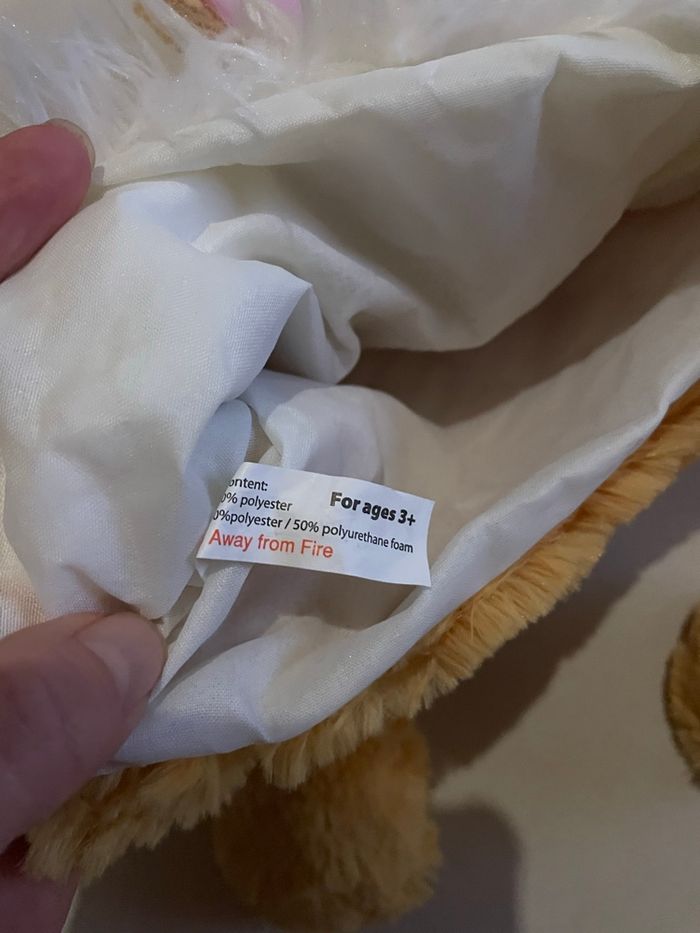 ontent:
0% polyester
For ages 3+
0%polyester / 50% polyurethane foam
Away from Fire